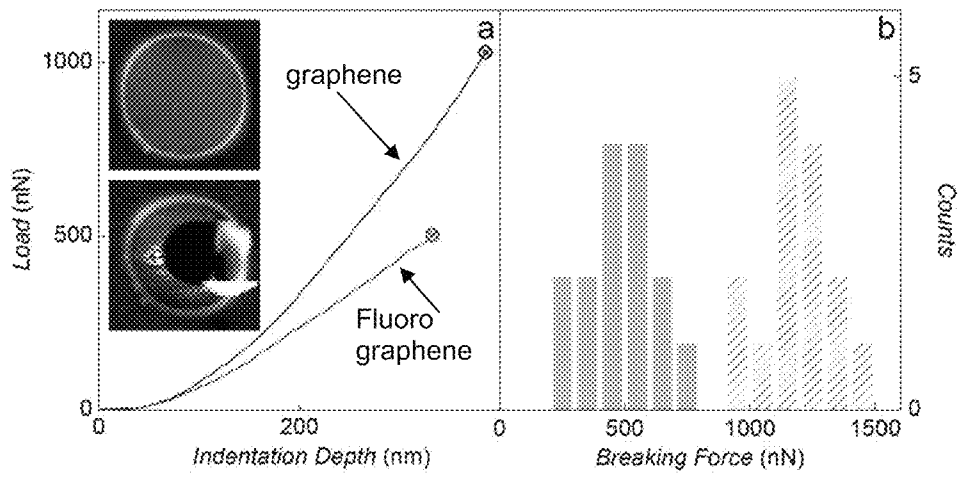 a
b
1000
graphene
5
Load (nN)
Counts
500
Fluoro
graphene
0
0
0
200
0
500
1000
1500
Indentation Depth (nm)
Breaking Force (nN)